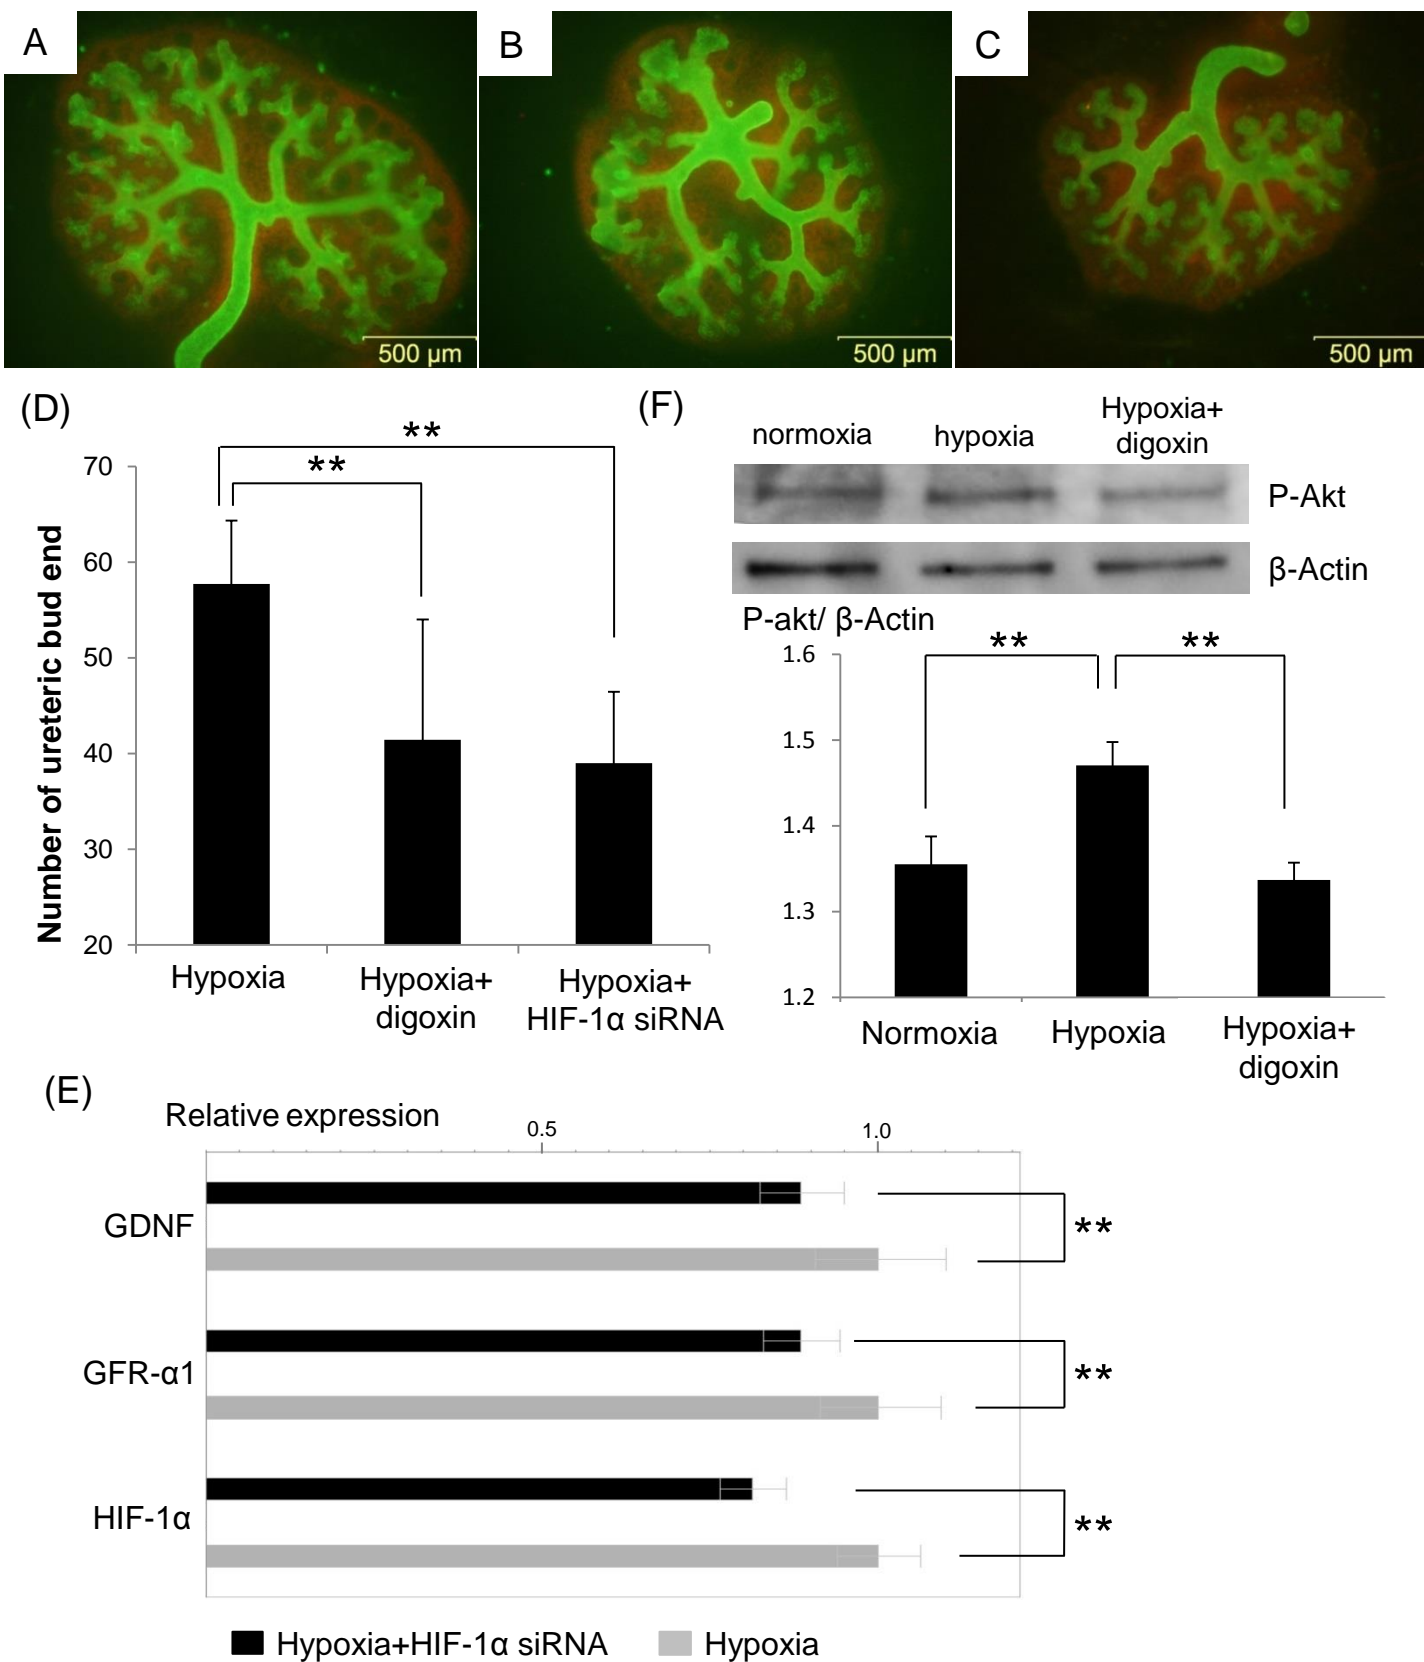 A
B
C
500 µm
500 µm
500 µm
(D)
**
**
70
60
50
40
30
20
Number of ureteric bud end
Hypoxia
Hypoxia+
digoxin
Hypoxia+
HIF-1α siRNA
(F)
normoxia
hypoxia
Hypoxia+
digoxin
P-Akt
β-Actin
P-akt/ β-Actin
**
**
1.6
1.5
1.4
1.3
1.2
Normoxia
Hypoxia
Hypoxia+
digoxin
(E)
Relative expression
0.5
1.0
GDNF
**
GFR-α1
**
HIF-1α
**
Hypoxia+HIF-1α siRNA
Hypoxia